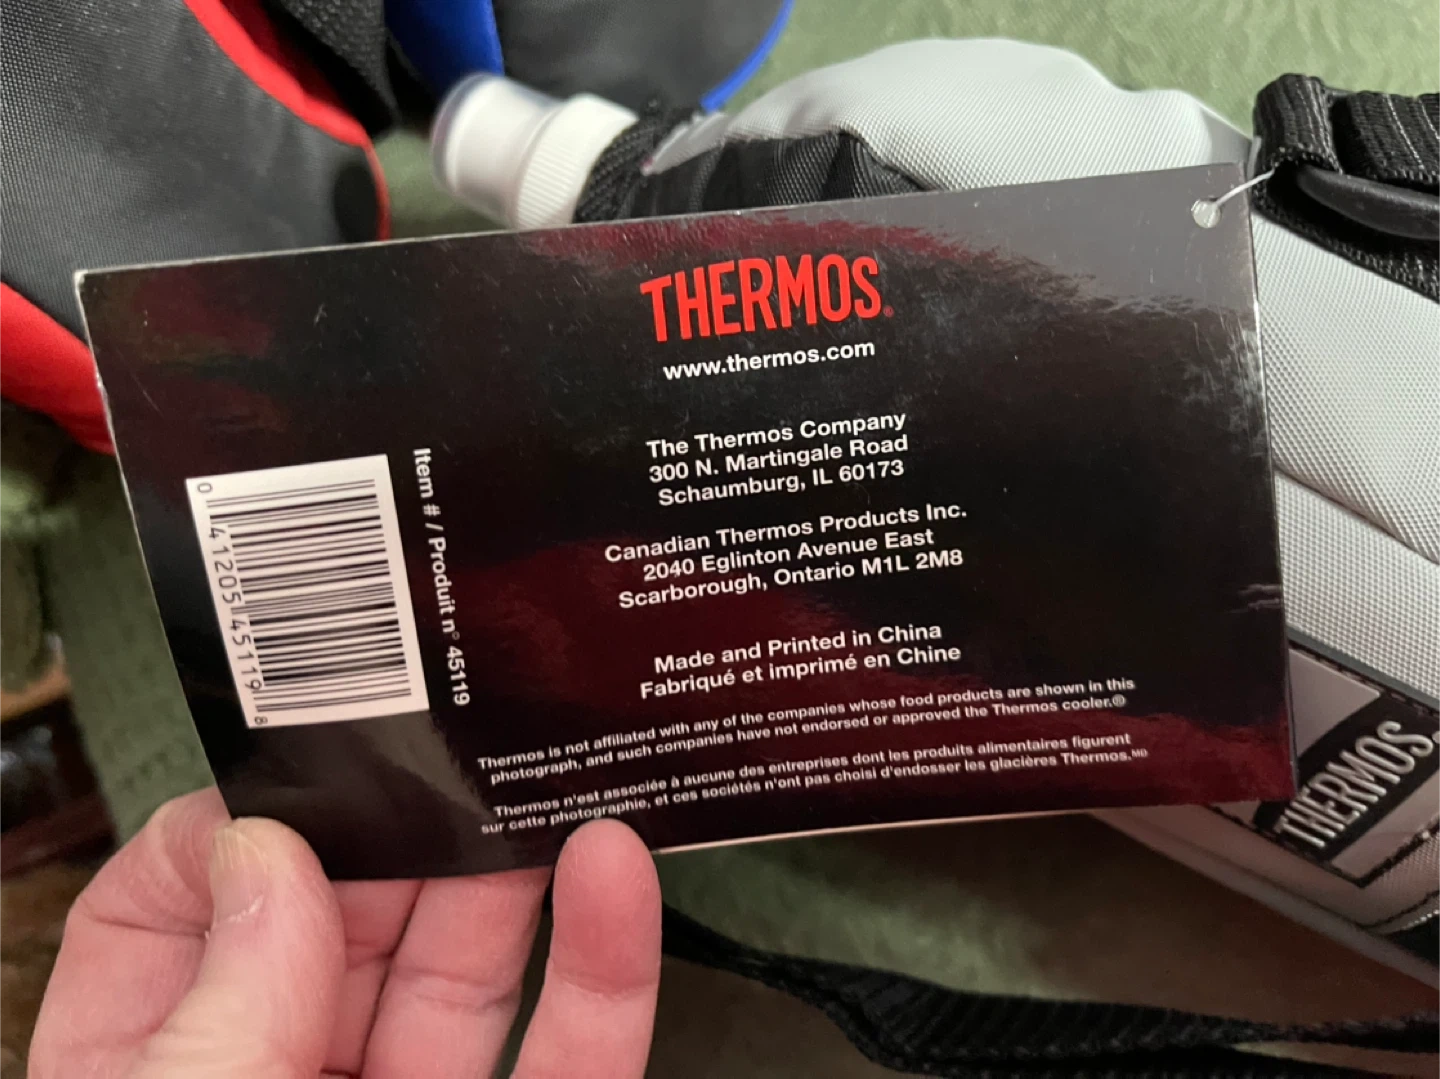 THERMOS®
www.thermos.com
The Thermos Company
300 N. Martingale Road
Schaumburg, IL 60173
Canadian Thermos Products Inc.
2040 Eglinton Avenue East
Scarborough, Ontario M1L 2M8
Made and Printed in China
Fabriqué et imprimé en Chine
Thermos is not affiliated with any of the companies whose food products are shown in this
photograph, and such companies have not endorsed or approved the Thermos cooler.®
Thermos n'est associée à aucune des entreprises dont les produits alimentaires figurent
sur cette photographie, et ces sociétés n'ont pas choisi d'endosser les glacières Thermos.MD
Item # / Produit n° 45119
0 41205 45119 8
THERMOS